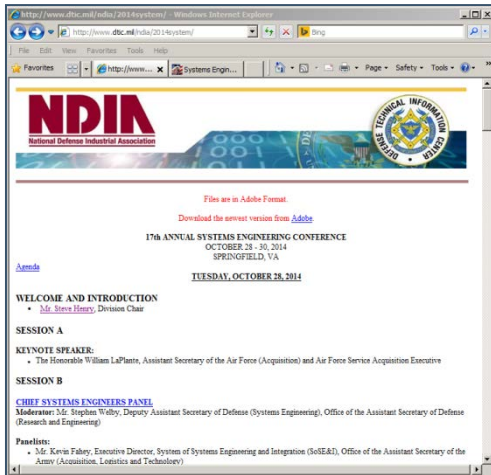 http://www.dtic.mil/ndia/2014system/ - Windows Internet Explorer
http://www.dtic.mil/ndia/2014system/
Bing
File Edit View Favorites Tools Help
Favorites
http://www...
Systems Engin...
Page
Safety
Tools
NDIA
National Defense Industrial Association
DEFENSE TECHNICAL INFORMATION CENTER
Files are in Adobe Format.
Download the newest version from Adobe.
17th ANNUAL SYSTEMS ENGINEERING CONFERENCE
OCTOBER 28 - 30, 2014
SPRINGFIELD, VA
Agenda
TUESDAY, OCTOBER 28, 2014
WELCOME AND INTRODUCTION
• Mr. Steve Henry, Division Chair
SESSION A
KEYNOTE SPEAKER:
• The Honorable William LaPlante, Assistant Secretary of the Air Force (Acquisition) and Air Force Service Acquisition Executive
SESSION B
CHIEF SYSTEMS ENGINEERS PANEL
Moderator: Mr. Stephen Welby, Deputy Assistant Secretary of Defense (Systems Engineering), Office of the Assistant Secretary of Defense
(Research and Engineering)
Panelists:
• Mr. Kevin Fahey, Executive Director, System of Systems Engineering and Integration (SoSE&I), Office of the Assistant Secretary of the
Army (Acquisition, Logistics and Technology)